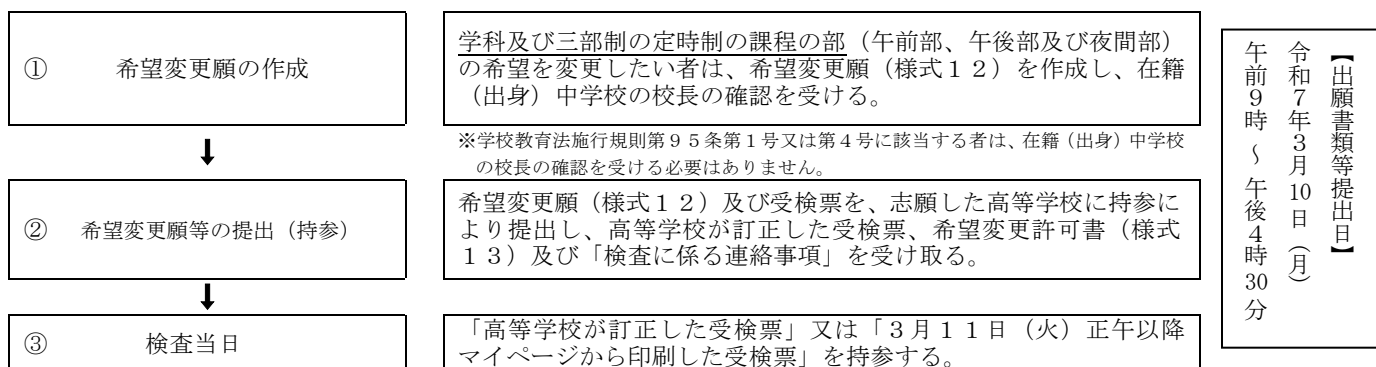 ① 希望変更願の作成
学科及び三部制の定時制の課程の部（午前部、午後部及び夜間部）
の希望を変更したい者は、希望変更願（様式１２）を作成し、在籍
（出身）中学校の校長の確認を受ける。
※学校教育法施行規則第９５条第１号又は第４号に該当する者は、在籍（出身）中学校
の校長の確認を受ける必要はありません。
② 希望変更願等の提出（持参）
希望変更願（様式１２）及び受検票を、志願した高等学校に持参に
より提出し、高等学校が訂正した受検票、希望変更許可書（様式
１３）及び「検査に係る連絡事項」を受け取る。
③ 検査当日
「高等学校が訂正した受検票」又は「３月１１日（火）正午以降
マイページから印刷した受検票」を持参する。
【出願書類等提出日】
令和７年３月10日（月）
午前９時～午後４時30分